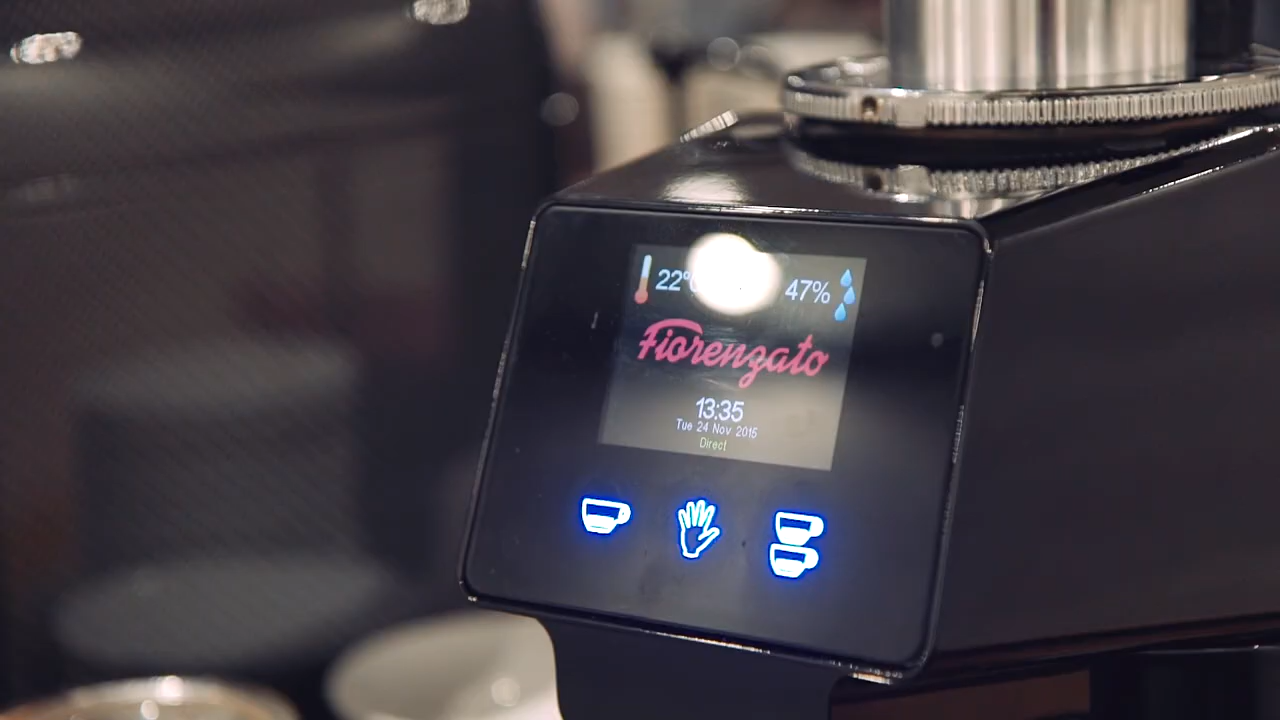 22° 47%
Fiorenzato
13:35
Tue 24 Nov 2015
Direct